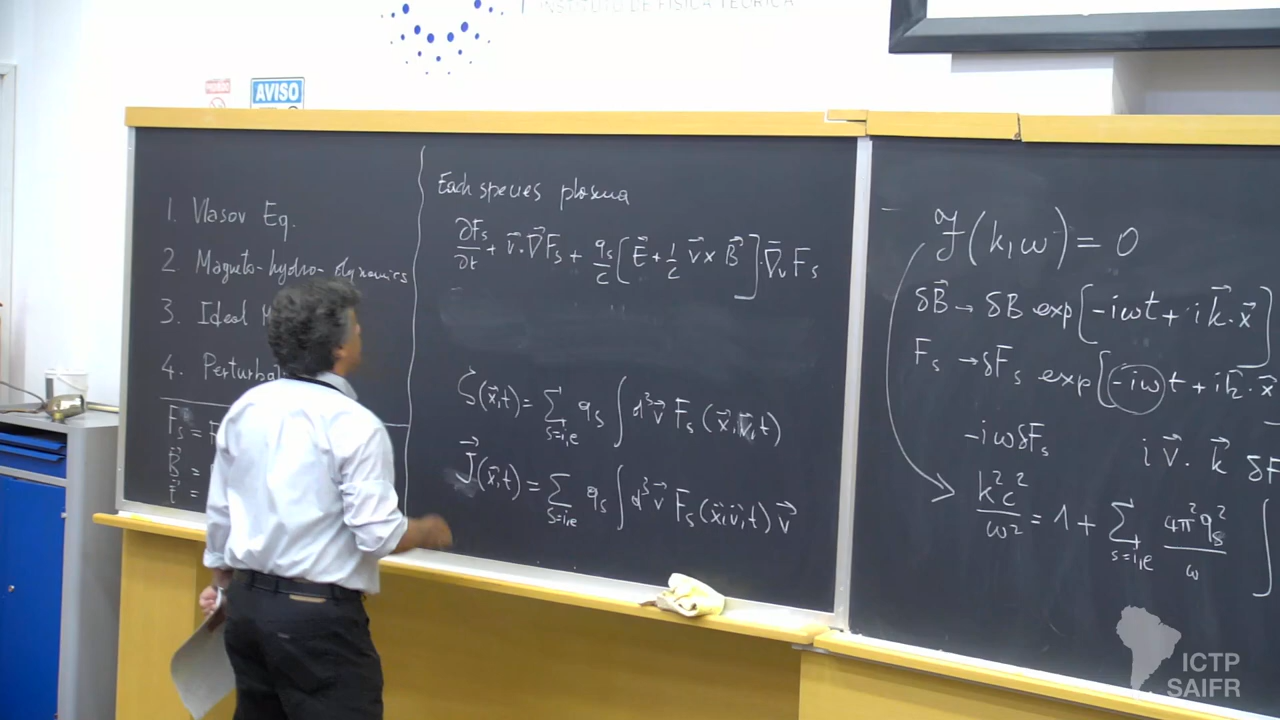 INSTITUTO DE FÍSICA TEÓRICA
AVISO
1. Vlasov Eq.
2 Magneto-hydro-dynamics
3. Ideal
4. Perturbat
F_s =
B⃗ =
Each species plasma
∂F_s/∂t + v⃗·∇⃗F_s + q_s/c [E⃗ + 1/c v⃗ × B⃗]·∇⃗_v F_s
ζ(x⃗,t) = Σ_{s=i,e} q_s ∫ d³v⃗ F_s (x⃗,v⃗,t)
J⃗(x⃗,t) = Σ_{s=i,e} q_s ∫ d³v⃗ F_s (x⃗,v⃗,t) v⃗
(k,ω) = 0
δB⃗ → δB exp[-iωt + ik⃗·x⃗]
F_s → δF_s exp[-iωt + ik⃗·x⃗
-iωδF_s i v⃗·k⃗ δF
k²c²/ω² = 1 + Σ_{s=i,e} 4π²q_s²/ω ∫
ICTP
SAIFR